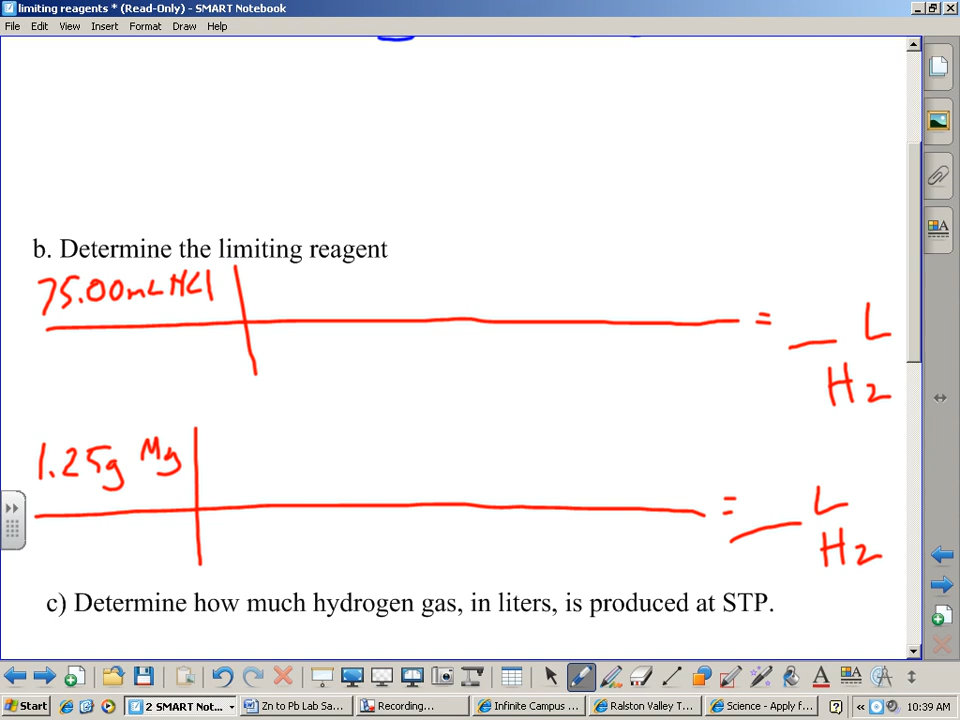 limiting reagents * (Read-Only) - SMART Notebook
File Edit View Insert Format Draw Help
b. Determine the limiting reagent
75.00mL HCl
= __ L
H2
1.25g Mg
= __ L
H2
c) Determine how much hydrogen gas, in liters, is produced at STP.
Start 2 SMART Not... Zn to Pb Lab Sa... Recording... Infinite Campus ... Ralston Valley T... Science - Apply f... 10:39 AM